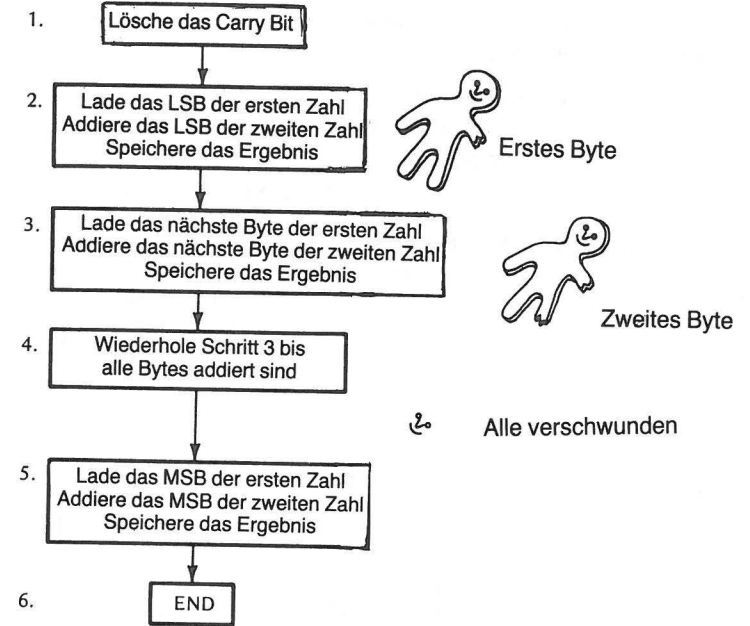 1. Lösche das Carry Bit
2. Lade das LSB der ersten Zahl
Addiere das LSB der zweiten Zahl
Speichere das Ergebnis
Erstes Byte
3. Lade das nächste Byte der ersten Zahl
Addiere das nächste Byte der zweiten Zahl
Speichere das Ergebnis
Zweites Byte
4. Wiederhole Schritt 3 bis
alle Bytes addiert sind
Alle verschwunden
5. Lade das MSB der ersten Zahl
Addiere das MSB der zweiten Zahl
Speichere das Ergebnis
6. END